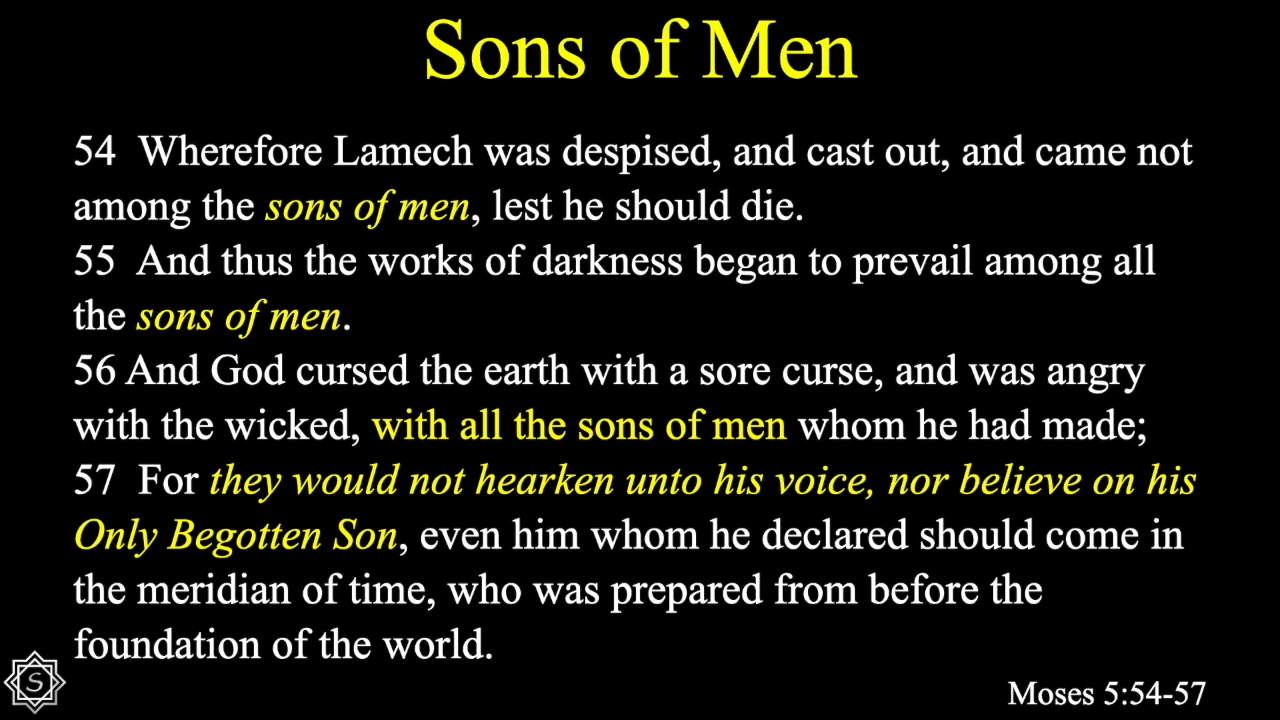 Sons of Men
54 Wherefore Lamech was despised, and cast out, and came not
among the sons of men, lest he should die.
55 And thus the works of darkness began to prevail among all
the sons of men.
56 And God cursed the earth with a sore curse, and was angry
with the wicked, with all the sons of men whom he had made;
57 For they would not hearken unto his voice, nor believe on his
Only Begotten Son, even him whom he declared should come in
the meridian of time, who was prepared from before the
foundation of the world.
S
Moses 5:54-57